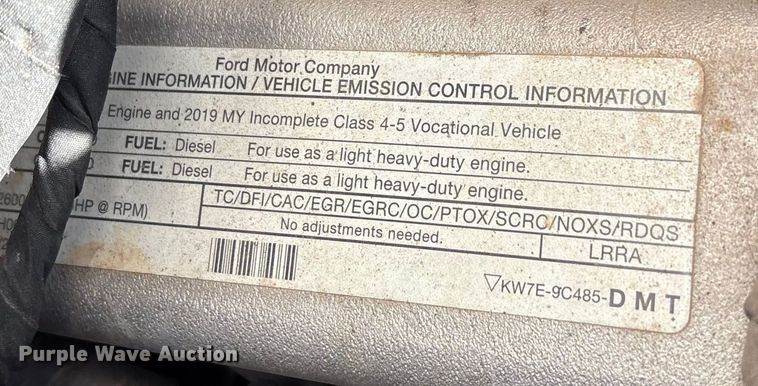 Ford Motor Company
INE INFORMATION / VEHICLE EMISSION CONTROL INFORMATION
Engine and 2019 MY Incomplete Class 4-5 Vocational Vehicle
FUEL: Diesel For use as a light heavy-duty engine.
FUEL: Diesel For use as a light heavy-duty engine.
2600 HP @ RPM) TC/DFI/CAC/EGR/EGRC/OC/PTOX/SCRC/NOXS/RDQS
No adjustments needed. LRRA
▽KW7E-9C485-DMT
Purple Wave Auction